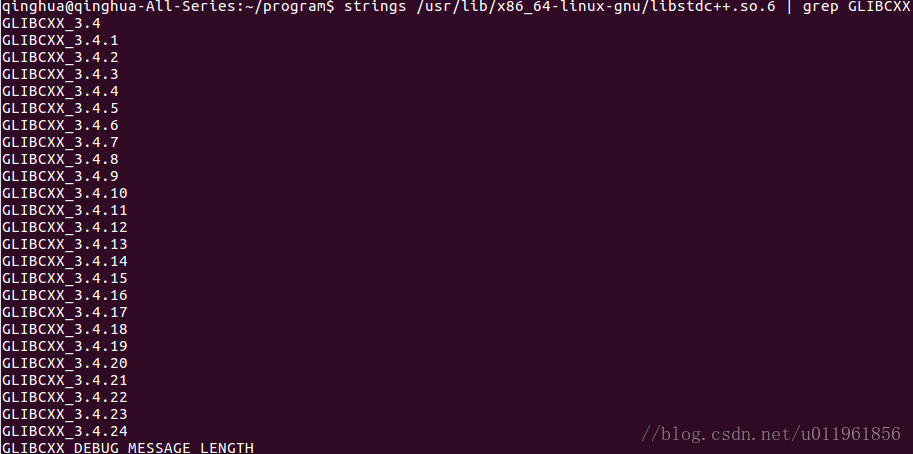 qinghua@qinghua-All-Series:~/program$ strings /usr/lib/x86_64-linux-gnu/libstdc++.so.6 | grep GLIBCXX
GLIBCXX_3.4
GLIBCXX_3.4.1
GLIBCXX_3.4.2
GLIBCXX_3.4.3
GLIBCXX_3.4.4
GLIBCXX_3.4.5
GLIBCXX_3.4.6
GLIBCXX_3.4.7
GLIBCXX_3.4.8
GLIBCXX_3.4.9
GLIBCXX_3.4.10
GLIBCXX_3.4.11
GLIBCXX_3.4.12
GLIBCXX_3.4.13
GLIBCXX_3.4.14
GLIBCXX_3.4.15
GLIBCXX_3.4.16
GLIBCXX_3.4.17
GLIBCXX_3.4.18
GLIBCXX_3.4.19
GLIBCXX_3.4.20
GLIBCXX_3.4.21
GLIBCXX_3.4.22
GLIBCXX_3.4.23
GLIBCXX_3.4.24
GLIBCXX_DEBUG_MESSAGE_LENGTH
//blog.csdn.net/u011961856